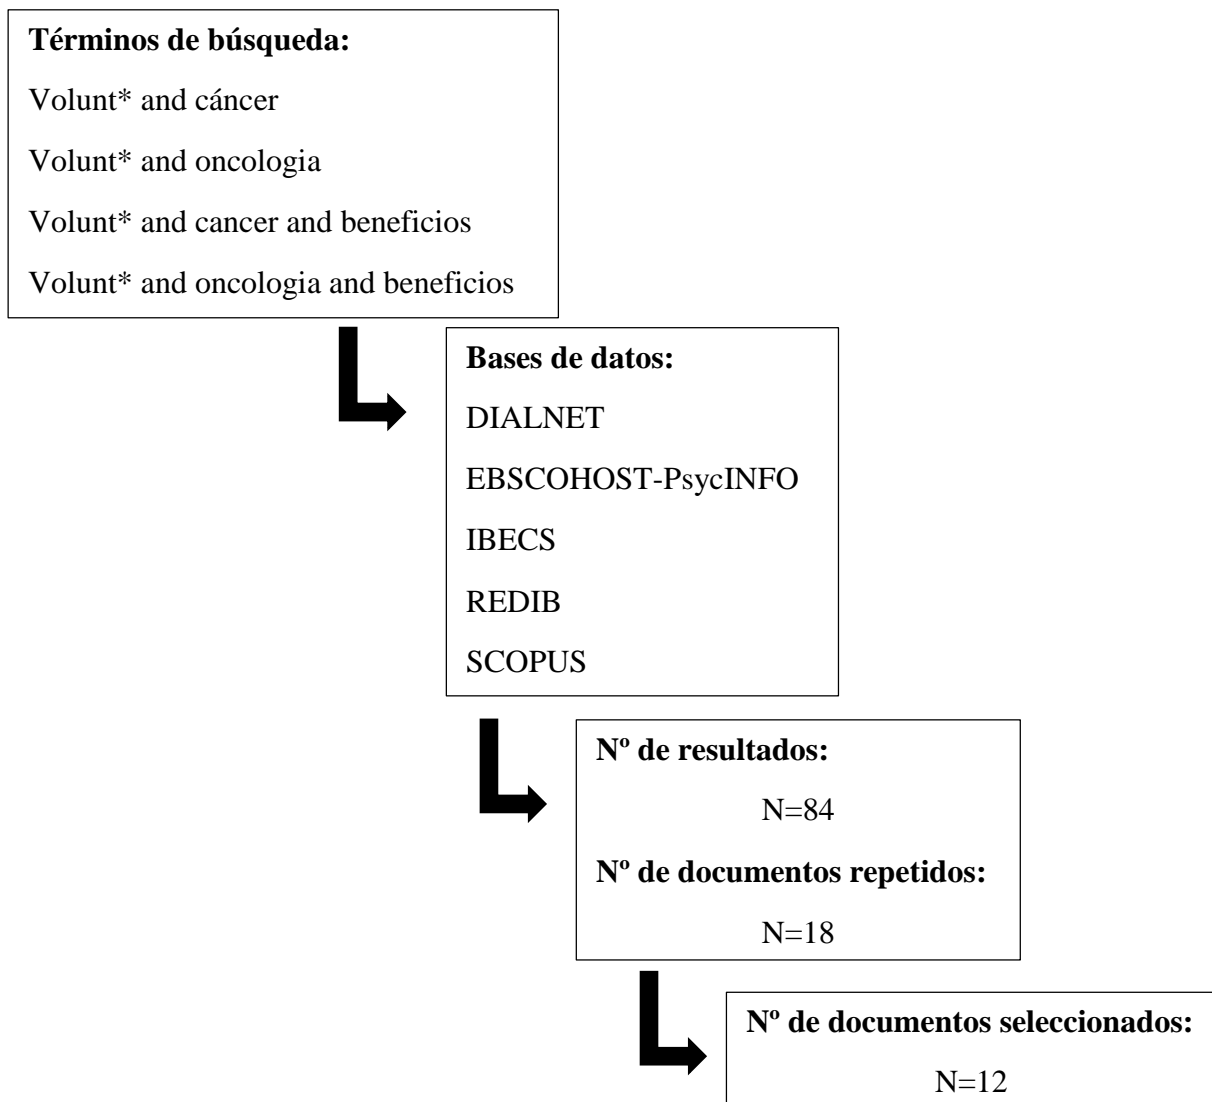 Términos de búsqueda:
Volunt* and cáncer
Volunt* and oncologia
Volunt* and cancer and beneficios
Volunt* and oncologia and beneficios
Bases de datos:
DIALNET
EBSCOHOST-PsycINFO
IBECS
REDIB
SCOPUS
Nº de resultados:
N=84
Nº de documentos repetidos:
N=18
Nº de documentos seleccionados:
N=12